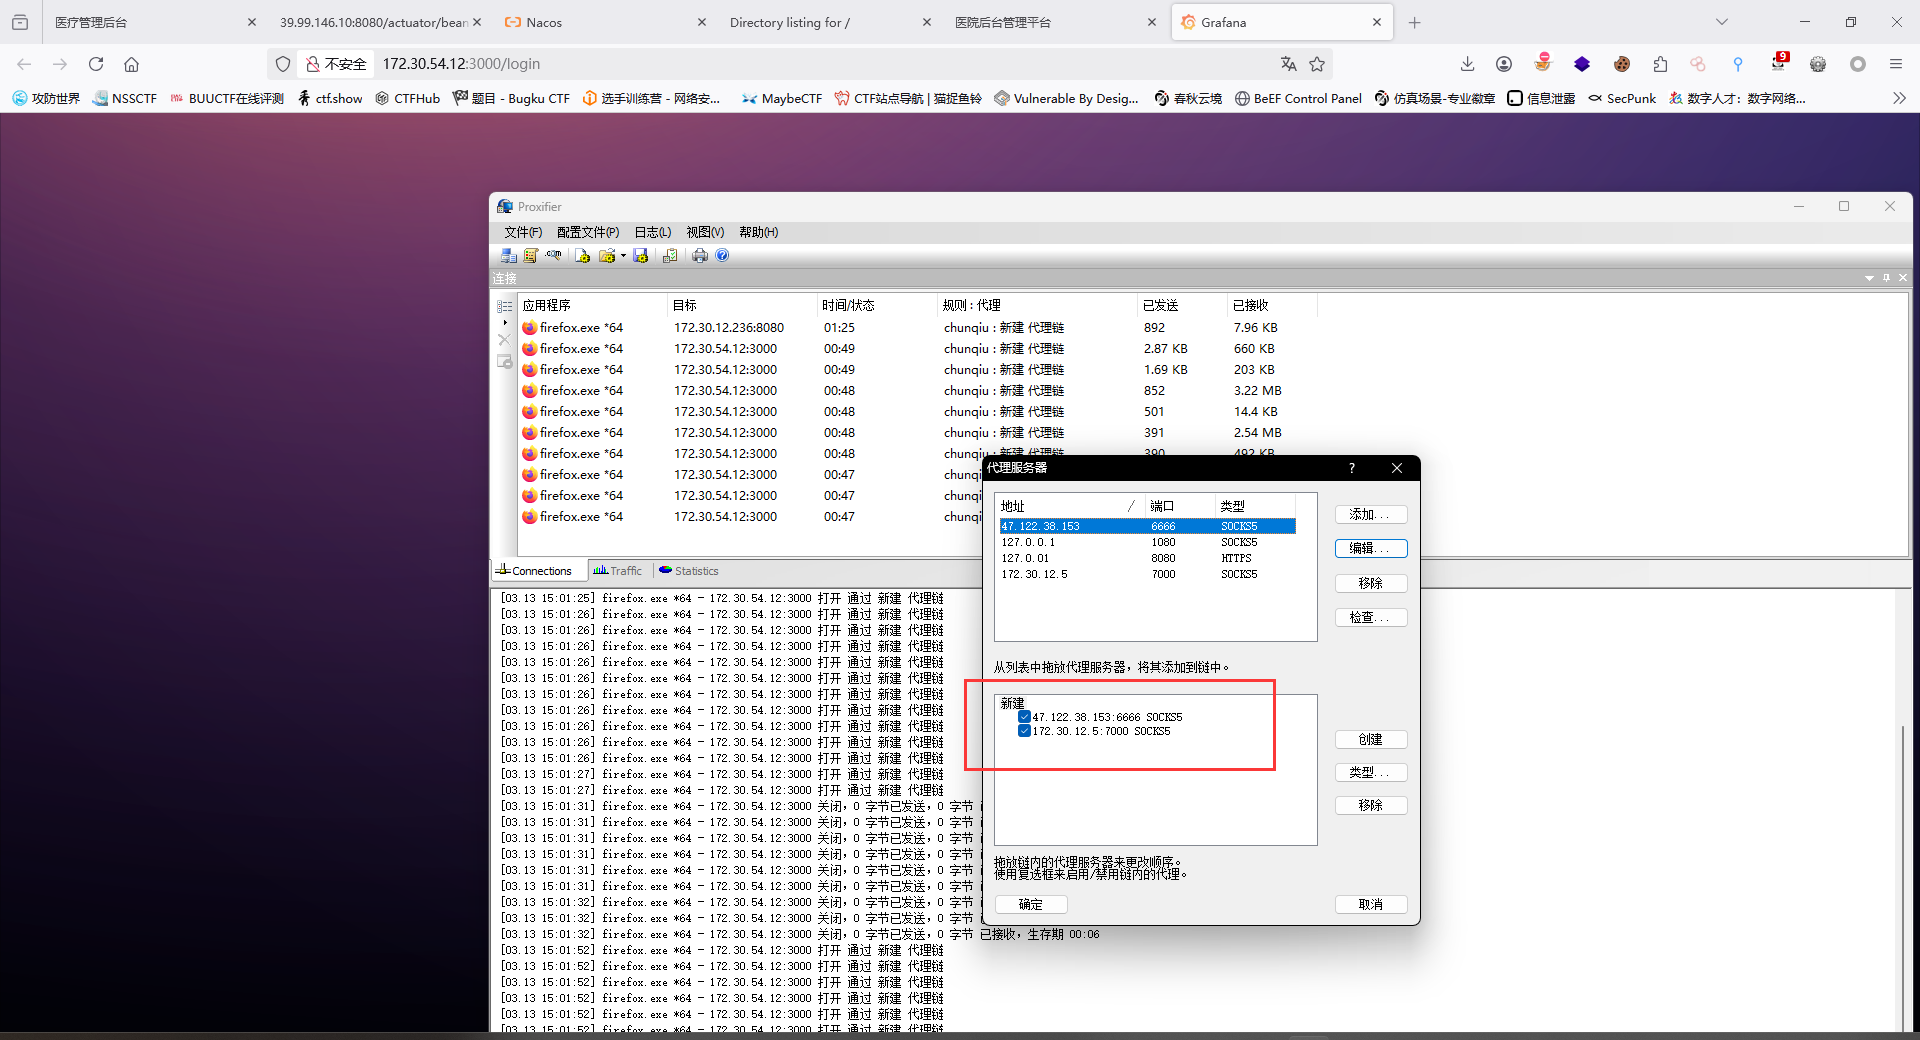 医疗管理后台
39.99.146.10:8080/actuator/bean
Nacos
Directory listing for /
医院后台管理平台
Grafana
不安全
172.30.54.12:3000/login
9
攻防世界
NSSCTF
BUUCTF在线评测
ctf.show
CTFHub
题目 - Bugku CTF
选手训练营 - 网络安...
MaybeCTF
CTF站点导航 | 猫捉鱼铃
Vulnerable By Desig...
春秋云境
BeEF Control Panel
仿真场景-专业徽章
信息泄露
SecPunk
数字人才：数字网络...
Proxifier
文件(F) 配置文件(P) 日志(L) 视图(V) 帮助(H)
连接
应用程序 目标 时间/状态 规则 : 代理 已发送 已接收
firefox.exe *64 172.30.12.236:8080 01:25 chunqiu : 新建 代理链 892 7.96 KB
firefox.exe *64 172.30.54.12:3000 00:49 chunqiu : 新建 代理链 2.87 KB 660 KB
firefox.exe *64 172.30.54.12:3000 00:49 chunqiu : 新建 代理链 1.69 KB 203 KB
firefox.exe *64 172.30.54.12:3000 00:48 chunqiu : 新建 代理链 852 3.22 MB
firefox.exe *64 172.30.54.12:3000 00:48 chunqiu : 新建 代理链 501 14.4 KB
firefox.exe *64 172.30.54.12:3000 00:48 chunqiu : 新建 代理链 391 2.54 MB
firefox.exe *64 172.30.54.12:3000 00:48 chunqiu : 新建 代理链 390 492 KB
firefox.exe *64 172.30.54.12:3000 00:47 chunqi
firefox.exe *64 172.30.54.12:3000 00:47 chunqi
firefox.exe *64 172.30.54.12:3000 00:47 chunqi
Connections Traffic Statistics
[03.13 15:01:25] firefox.exe *64 - 172.30.54.12:3000 打开 通过 新建 代理链
[03.13 15:01:26] firefox.exe *64 - 172.30.54.12:3000 打开 通过 新建 代理链
[03.13 15:01:26] firefox.exe *64 - 172.30.54.12:3000 打开 通过 新建 代理链
[03.13 15:01:26] firefox.exe *64 - 172.30.54.12:3000 打开 通过 新建 代理链
[03.13 15:01:26] firefox.exe *64 - 172.30.54.12:3000 打开 通过 新建 代理链
[03.13 15:01:26] firefox.exe *64 - 172.30.54.12:3000 打开 通过 新建 代理链
[03.13 15:01:26] firefox.exe *64 - 172.30.54.12:3000 打开 通过 新建 代理链
[03.13 15:01:26] firefox.exe *64 - 172.30.54.12:3000 打开 通过 新建 代理链
[03.13 15:01:26] firefox.exe *64 - 172.30.54.12:3000 打开 通过 新建 代理链
[03.13 15:01:26] firefox.exe *64 - 172.30.54.12:3000 打开 通过 新建 代理链
[03.13 15:01:26] firefox.exe *64 - 172.30.54.12:3000 打开 通过 新建 代理链
[03.13 15:01:27] firefox.exe *64 - 172.30.54.12:3000 打开 通过 新建 代理链
[03.13 15:01:27] firefox.exe *64 - 172.30.54.12:3000 打开 通过 新建 代理链
[03.13 15:01:31] firefox.exe *64 - 172.30.54.12:3000 关闭，0 字节已发送，0 字节
[03.13 15:01:31] firefox.exe *64 - 172.30.54.12:3000 关闭，0 字节已发送，0 字节
[03.13 15:01:31] firefox.exe *64 - 172.30.54.12:3000 关闭，0 字节已发送，0 字节
[03.13 15:01:31] firefox.exe *64 - 172.30.54.12:3000 关闭，0 字节已发送，0 字节
[03.13 15:01:31] firefox.exe *64 - 172.30.54.12:3000 关闭，0 字节已发送，0 字节
[03.13 15:01:31] firefox.exe *64 - 172.30.54.12:3000 关闭，0 字节已发送，0 字节
[03.13 15:01:32] firefox.exe *64 - 172.30.54.12:3000 关闭，0 字节已发送，0 字节
[03.13 15:01:32] firefox.exe *64 - 172.30.54.12:3000 关闭，0 字节已发送，0 字节
[03.13 15:01:32] firefox.exe *64 - 172.30.54.12:3000 关闭，0 字节已发送，0 字节 已接收，生存期 00:06
[03.13 15:01:52] firefox.exe *64 - 172.30.54.12:3000 打开 通过 新建 代理链
[03.13 15:01:52] firefox.exe *64 - 172.30.54.12:3000 打开 通过 新建 代理链
[03.13 15:01:52] firefox.exe *64 - 172.30.54.12:3000 打开 通过 新建 代理链
[03.13 15:01:52] firefox.exe *64 - 172.30.54.12:3000 打开 通过 新建 代理链
[03.13 15:01:52] firefox.exe *64 - 172.30.54.12:3000 打开 通过 新建 代理链
[03.13 15:01:52] firefox.exe *64 - 172.30.54.12:3000 打开 通过 新建 代理链
代理服务器
地址 端口 类型
47.122.38.153 6666 SOCKS5
127.0.0.1 1080 SOCKS5
127.0.01 8080 HTTPS
172.30.12.5 7000 SOCKS5
添加...
编辑...
移除
检查...
从列表中拖放代理服务器，将其添加到链中。
新建
47.122.38.153:6666 SOCKS5
172.30.12.5:7000 SOCKS5
创建
类型...
移除
拖放链内的代理服务器来更改顺序。
使用复选框来启用/禁用链内的代理。
确定
取消